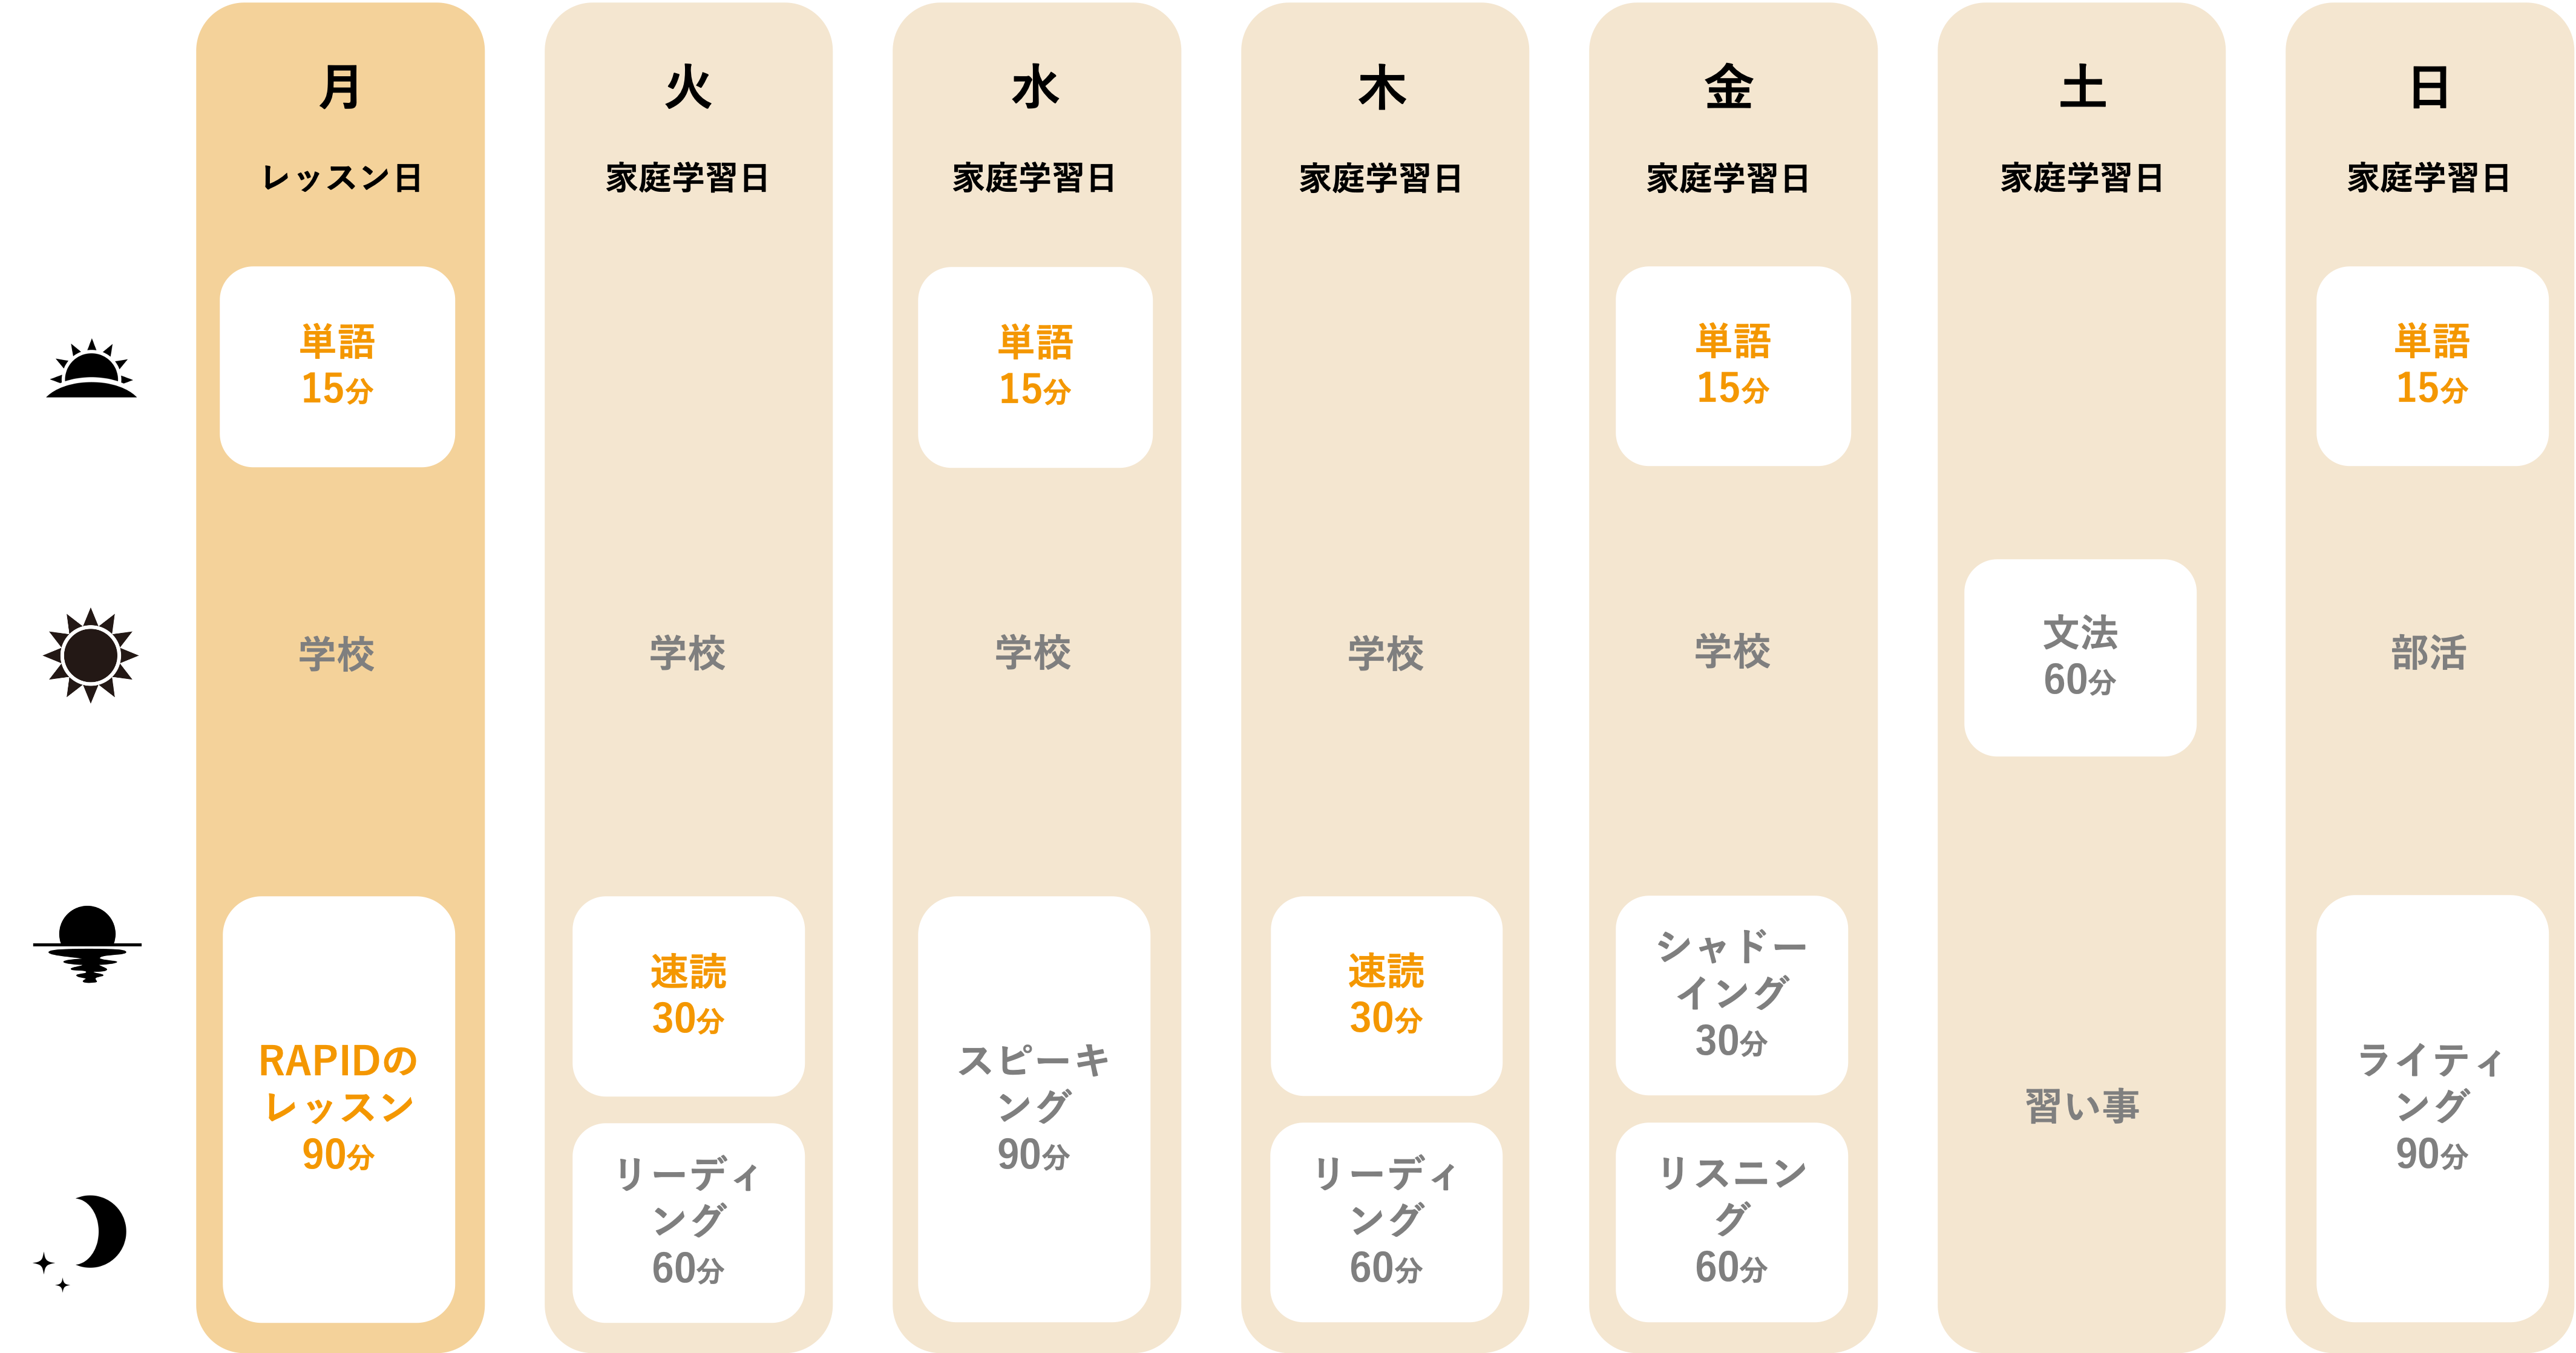 月
火
水
木
金
土
日
レッスン日
家庭学習日
家庭学習日
家庭学習日
家庭学習日
家庭学習日
家庭学習日
単語
15分
単語
15分
単語
15分
単語
15分
学校
学校
学校
学校
学校
文法
60分
部活
RAPIDの
レッスン
90分
速読
30分
リーディ
ング
60分
スピーキ
ング
90分
速読
30分
リーディ
ング
60分
シャドー
イング
30分
リスニン
グ
60分
習い事
ライティ
ング
90分